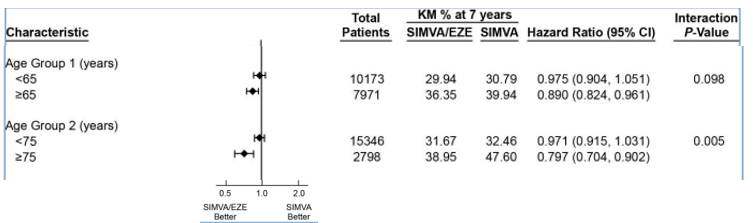 Total KM % at 7 years Interaction
Characteristic Patients SIMVA/EZE SIMVA Hazard Ratio (95% CI) P-Value
Age Group 1 (years)
<65 10173 29.94 30.79 0.975 (0.904, 1.051) 0.098
≥65 7971 36.35 39.94 0.890 (0.824, 0.961)
Age Group 2 (years)
<75 15346 31.67 32.46 0.971 (0.915, 1.031) 0.005
≥75 2798 38.95 47.60 0.797 (0.704, 0.902)
0.5 1.0 2.0
SIMVA/EZE SIMVA
Better Better